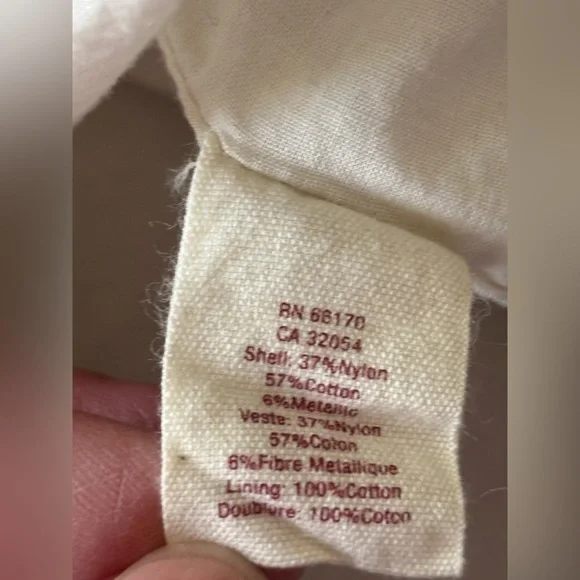 RN 66170
CA 32054
Shell: 37%Nylon
57%Cotton
6%Metallic
Veste: 37%Nylon
57%Coton
6%Fibre Metallique
Lining: 100%Cotton
Doublure: 100%Coton